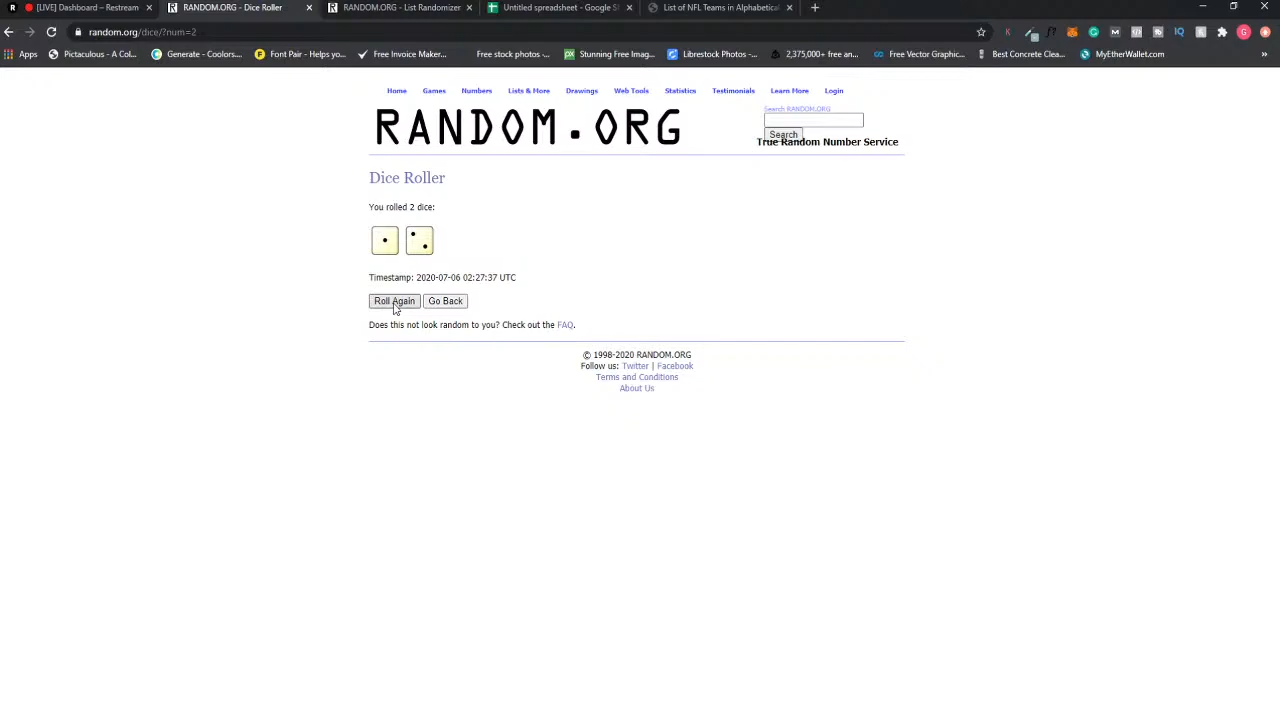 [LIVE] Dashboard – Restream
RANDOM.ORG - Dice Roller
RANDOM.ORG - List Randomizer
Untitled spreadsheet - Google S
List of NFL Teams in Alphabetical
random.org/dice/?num=2
Apps
Pictaculous - A Col...
Generate - Coolors...
Font Pair - Helps yo...
Free Invoice Maker...
Free stock photos -...
Stunning Free Imag...
Librestock Photos -...
2,375,000+ free an...
Free Vector Graphic...
Best Concrete Clea...
MyEtherWallet.com
Home Games Numbers Lists & More Drawings Web Tools Statistics Testimonials Learn More Login
RANDOM.ORG
Search RANDOM.ORG
Search
True Random Number Service
Dice Roller
You rolled 2 dice:
Timestamp: 2020-07-06 02:27:37 UTC
Roll Again Go Back
Does this not look random to you? Check out the FAQ.
© 1998-2020 RANDOM.ORG
Follow us: Twitter | Facebook
Terms and Conditions
About Us